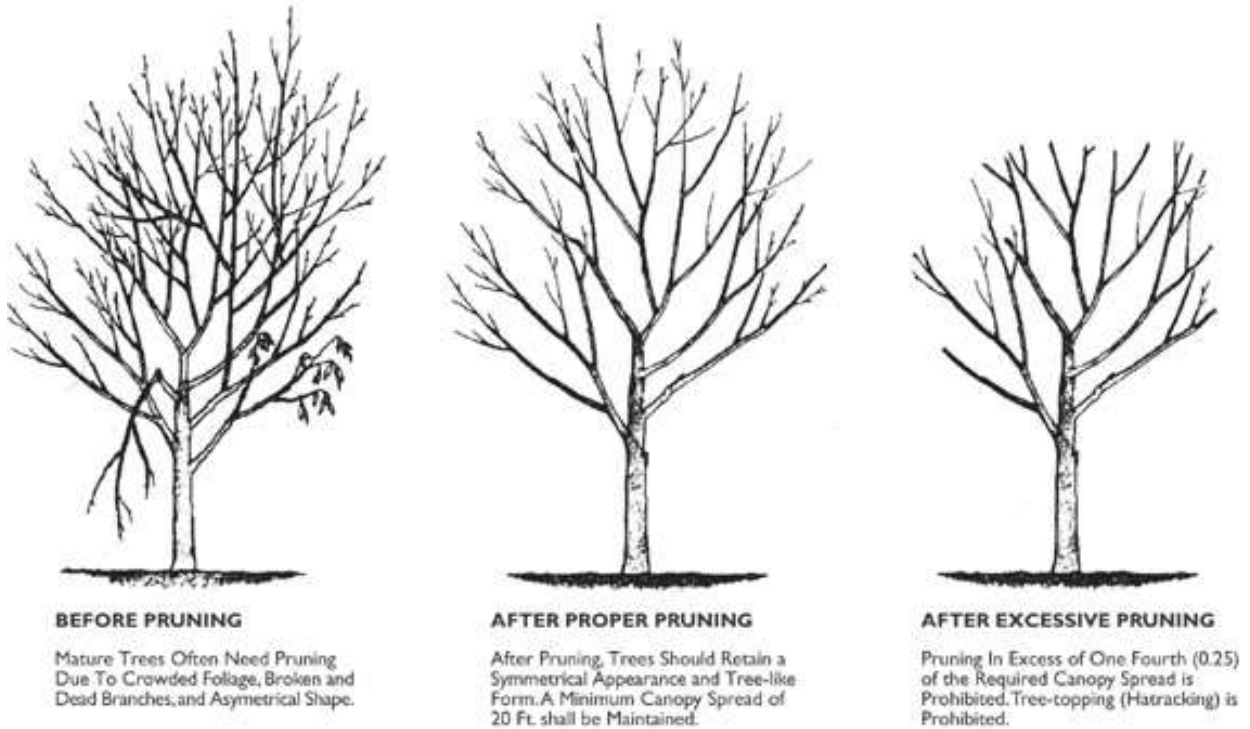 BEFORE PRUNING
Mature Trees Often Need Pruning
Due To Crowded Foliage, Broken and
Dead Branches, and Asymetrical Shape.
AFTER PROPER PRUNING
After Pruning, Trees Should Retain a
Symmetrical Appearance and Tree-like
Form. A Minimum Canopy Spread of
20 Ft. shall be Maintained.
AFTER EXCESSIVE PRUNING
Pruning In Excess of One Fourth (0.25)
of the Required Canopy Spread is
Prohibited. Tree-topping (Hatracking) is
Prohibited.